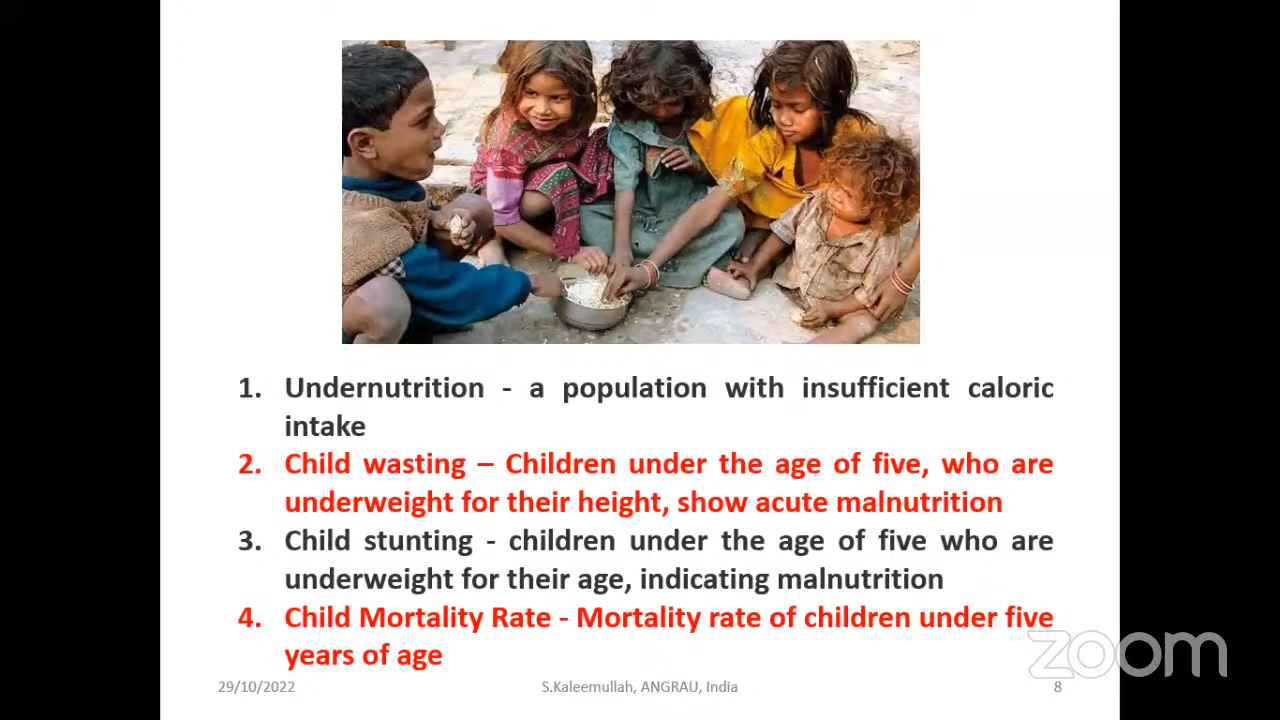 1. Undernutrition - a population with insufficient caloric
intake
2. Child wasting – Children under the age of five, who are
underweight for their height, show acute malnutrition
3. Child stunting - children under the age of five who are
underweight for their age, indicating malnutrition
4. Child Mortality Rate - Mortality rate of children under five
years of age
zoom
29/10/2022 S.Kaleemullah, ANGRAU, India 8